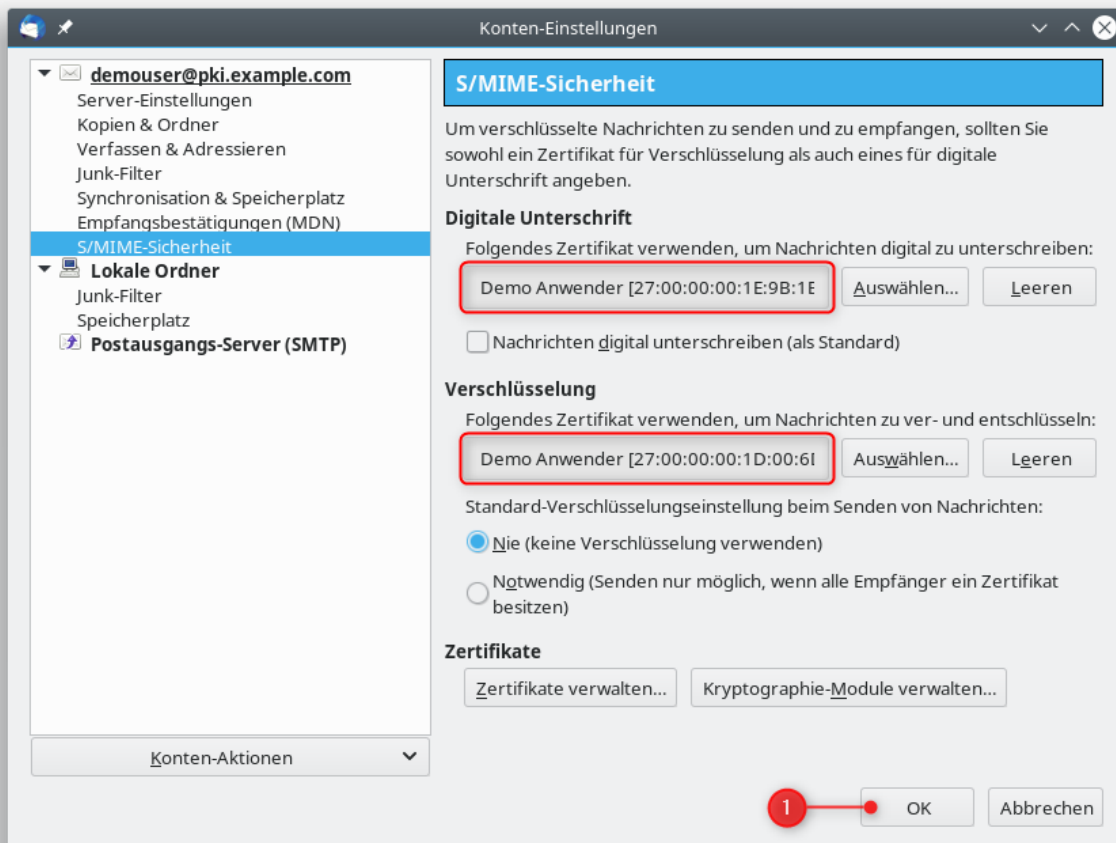 Konten-Einstellungen
demouser@pki.example.com
Server-Einstellungen
Kopien & Ordner
Verfassen & Adressieren
Junk-Filter
Synchronisation & Speicherplatz
Empfangsbestätigungen (MDN)
S/MIME-Sicherheit
Lokale Ordner
Junk-Filter
Speicherplatz
Postausgangs-Server (SMTP)
Konten-Aktionen
S/MIME-Sicherheit
Um verschlüsselte Nachrichten zu senden und zu empfangen, sollten Sie
sowohl ein Zertifikat für Verschlüsselung als auch eines für digitale
Unterschrift angeben.
Digitale Unterschrift
Folgendes Zertifikat verwenden, um Nachrichten digital zu unterschreiben:
Demo Anwender [27:00:00:00:1E:9B:1E Auswählen... Leeren
Nachrichten digital unterschreiben (als Standard)
Verschlüsselung
Folgendes Zertifikat verwenden, um Nachrichten zu ver- und entschlüsseln:
Demo Anwender [27:00:00:00:1D:00:6 Auswählen... Leeren
Standard-Verschlüsselungseinstellung beim Senden von Nachrichten:
Nie (keine Verschlüsselung verwenden)
Notwendig (Senden nur möglich, wenn alle Empfänger ein Zertifikat
besitzen)
Zertifikate
Zertifikate verwalten... Kryptographie-Module verwalten...
1 OK Abbrechen